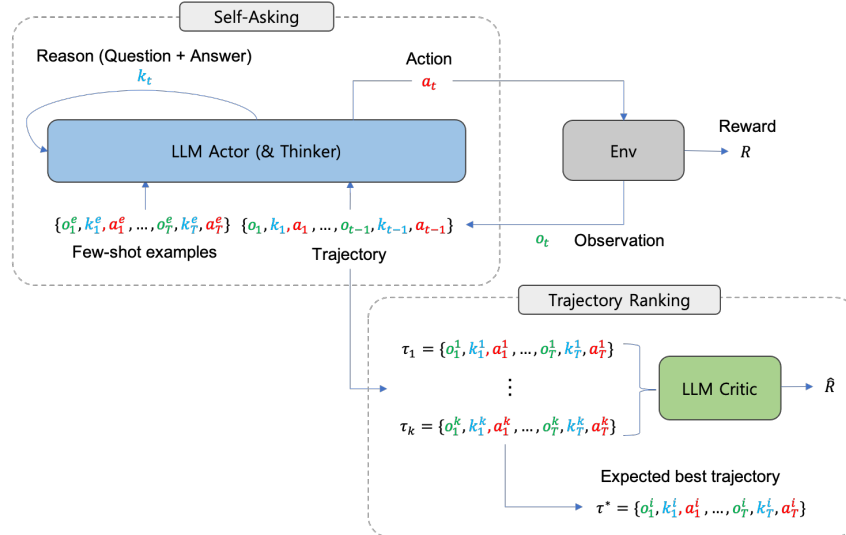 Self-Asking
Reason (Question + Answer)
k_t
Action
a_t
LLM Actor (& Thinker)
Env
Reward
R
{o_1^e, k_1^e, a_1^e, …, o_T^e, k_T^e, a_T^e} {o_1, k_1, a_1, …, o_{t-1}, k_{t-1}, a_{t-1}}
o_t Observation
Few-shot examples
Trajectory
Trajectory Ranking
τ_1 = {o_1^1, k_1^1, a_1^1, …, o_T^1, k_T^1, a_T^1}
⋮
LLM Critic
R̂
τ_k = {o_1^k, k_1^k, a_1^k, …, o_T^k, k_T^k, a_T^k}
Expected best trajectory
τ* = {o_1^i, k_1^i, a_1^i, …, o_T^i, k_T^i, a_T^i}